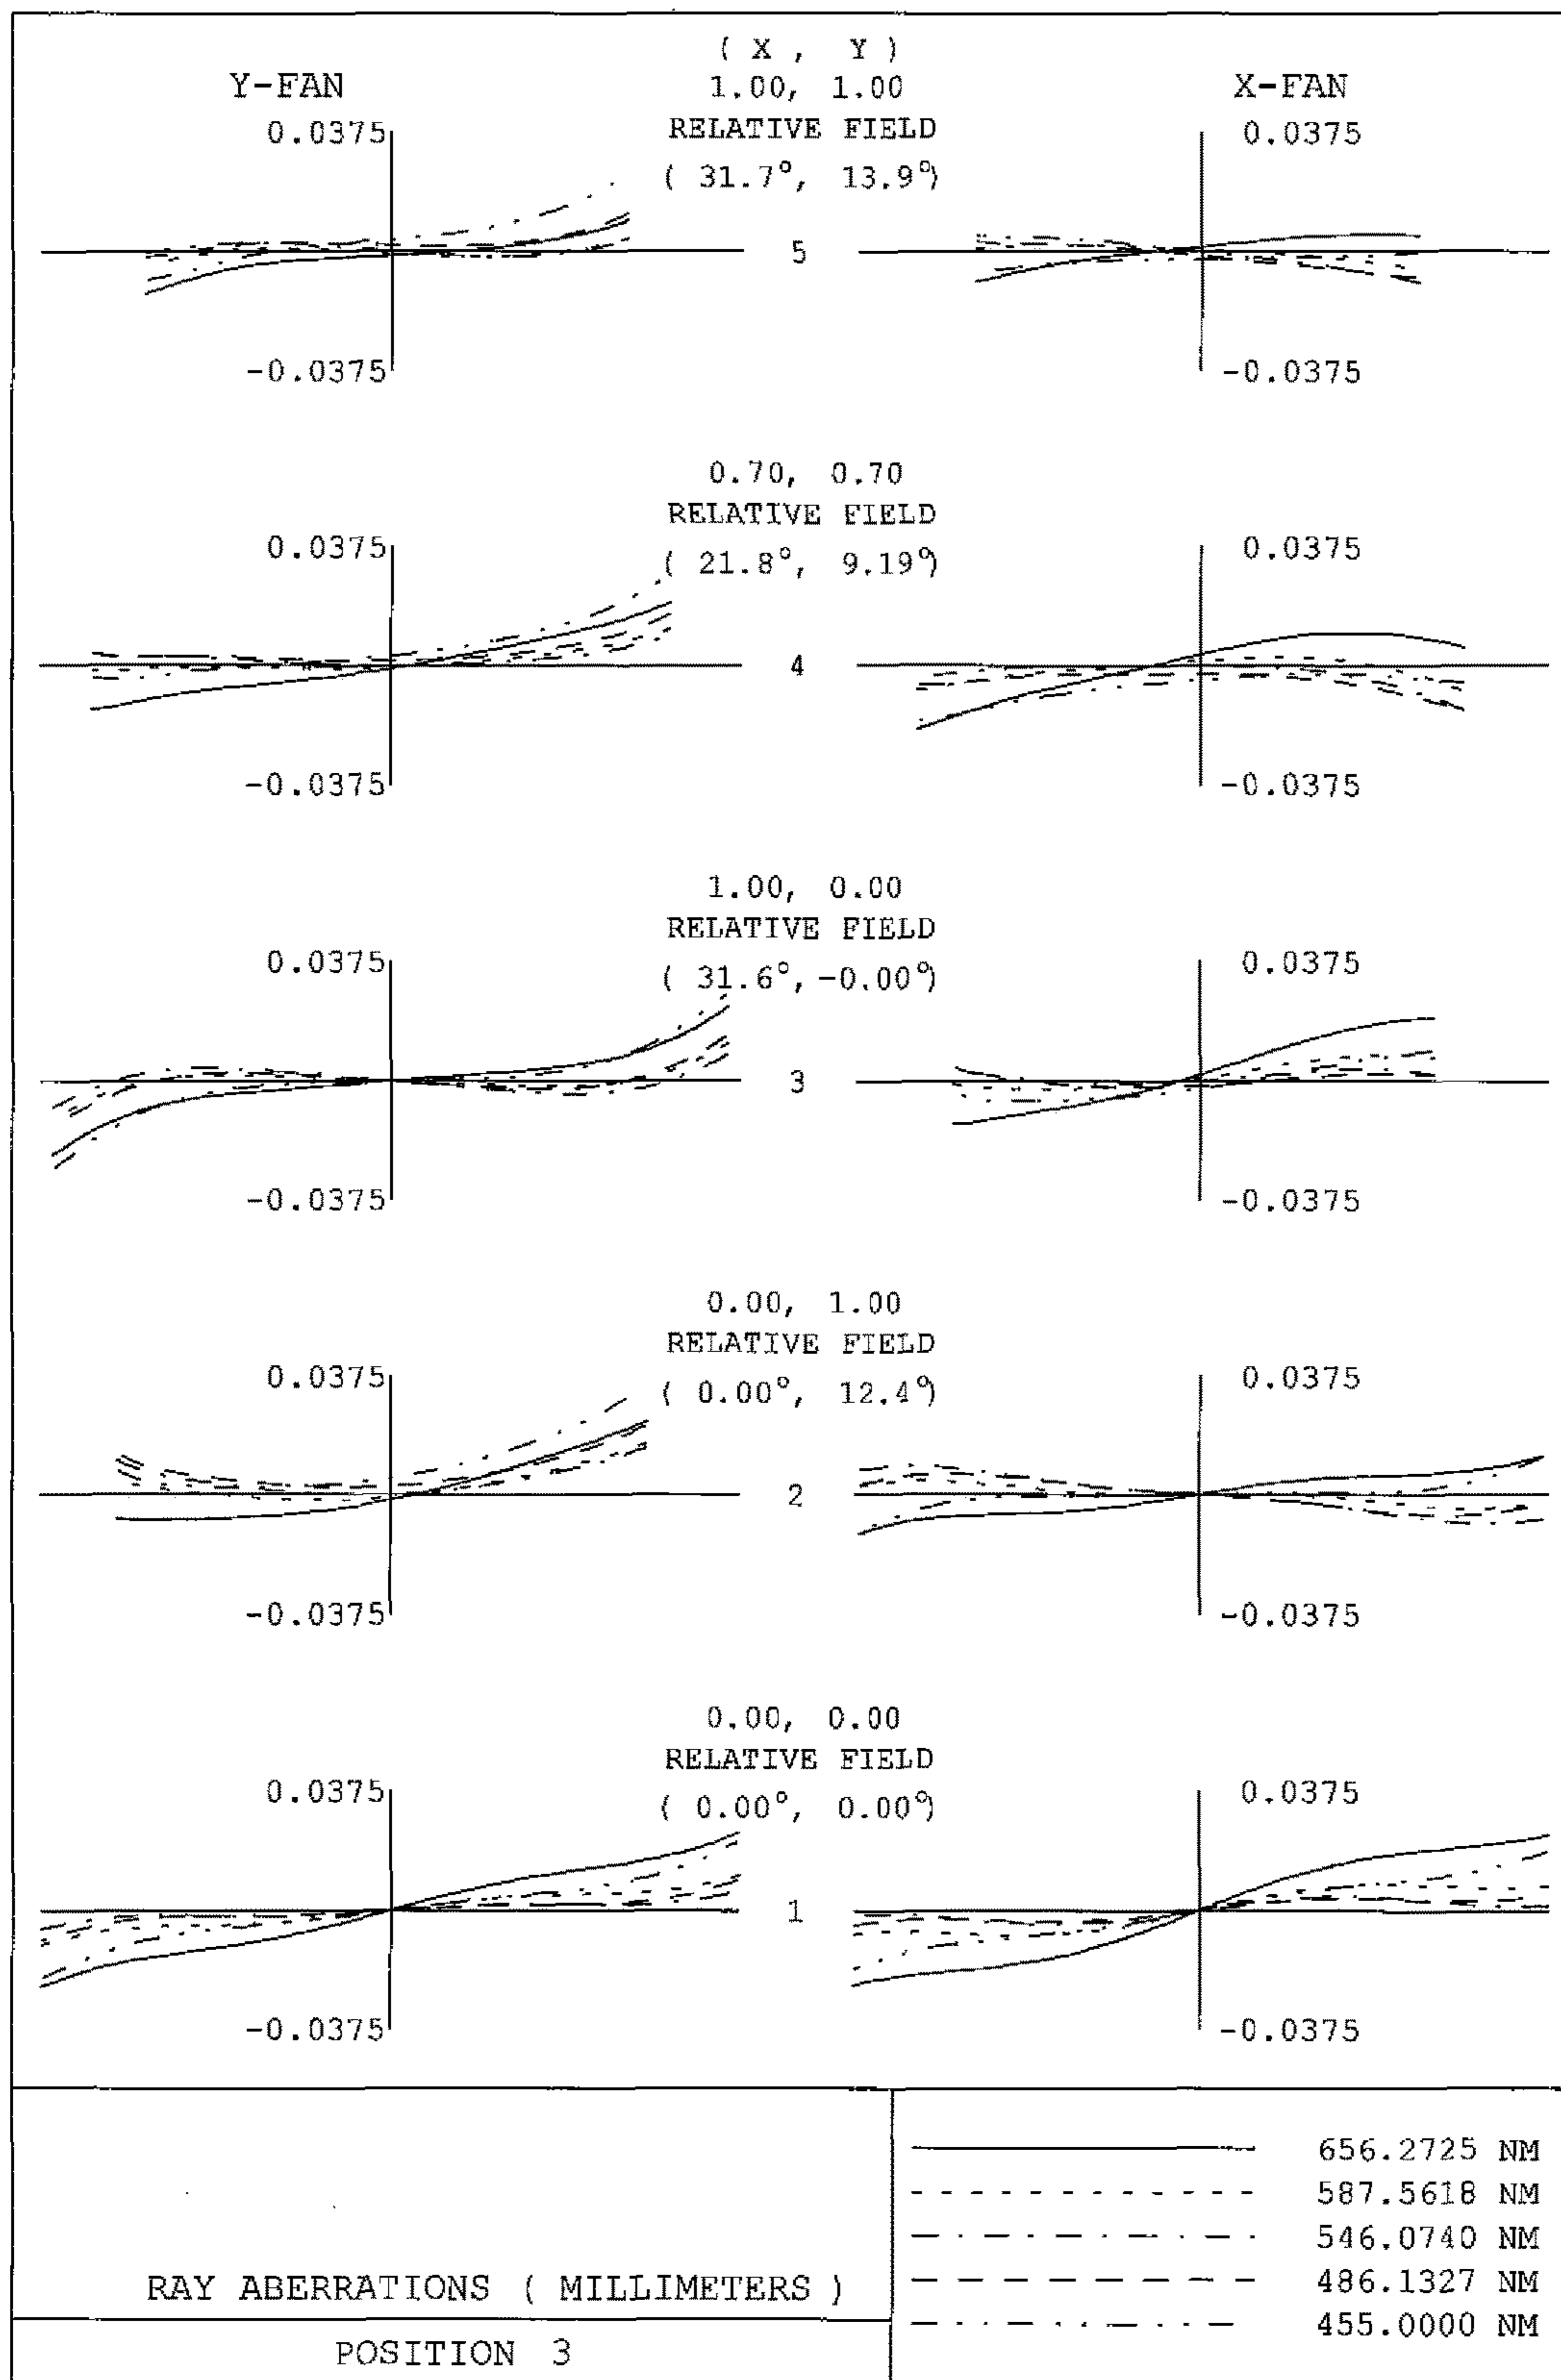 ( X , Y )
Y-FAN 1.00, 1.00 X-FAN
0.0375 RELATIVE FIELD 0.0375
( 31.7°, 13.9°)
5
-0.0375 -0.0375
0.70, 0.70
RELATIVE FIELD
0.0375 ( 21.8°, 9.19°) 0.0375
4
-0.0375 -0.0375
1.00, 0.00
RELATIVE FIELD
0.0375 ( 31.6°, -0.00°) 0.0375
3
-0.0375 -0.0375
0.00, 1.00
RELATIVE FIELD
0.0375 ( 0.00°, 12.4°) 0.0375
2
-0.0375 -0.0375
0.00, 0.00
RELATIVE FIELD
0.0375 ( 0.00°, 0.00°) 0.0375
1
-0.0375 -0.0375
656.2725 NM
587.5618 NM
546.0740 NM
486.1327 NM
455.0000 NM
RAY ABERRATIONS ( MILLIMETERS )
POSITION 3